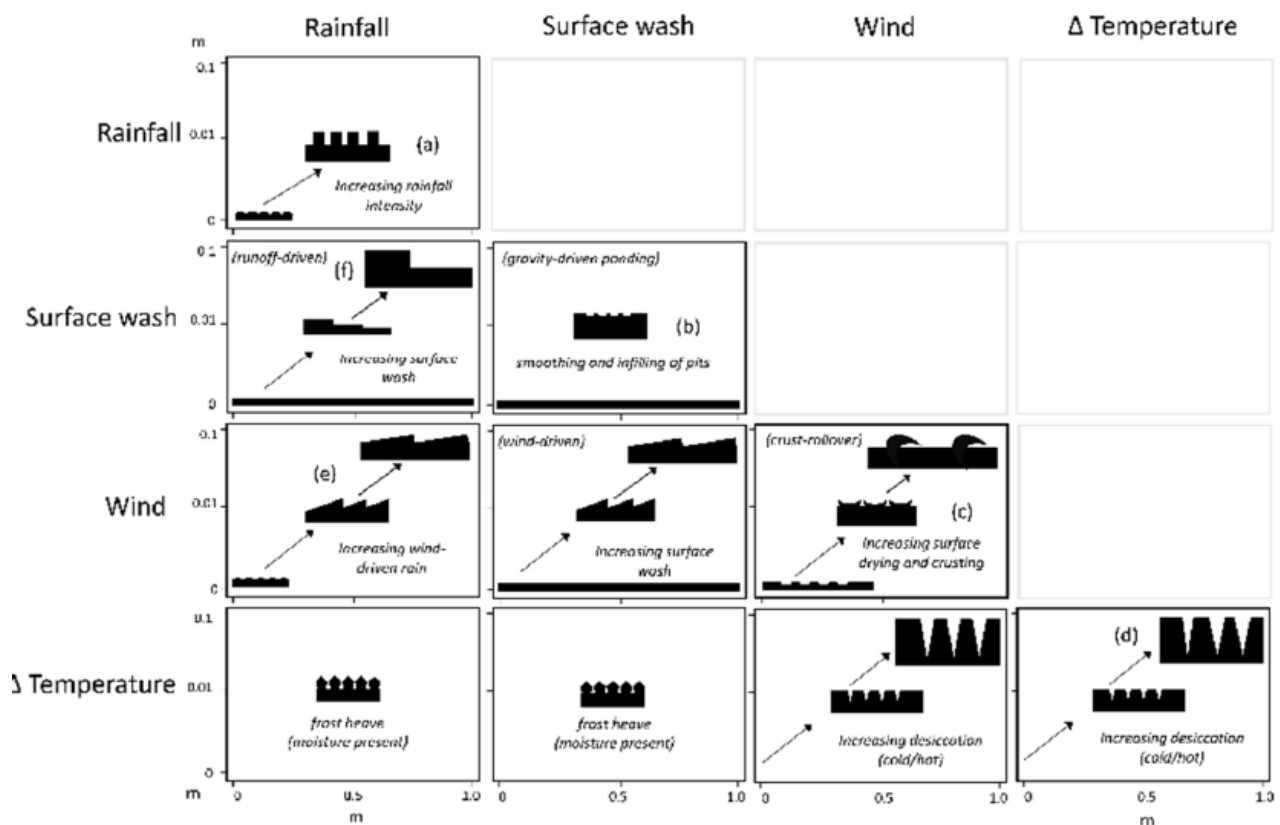 Rainfall Surface wash Wind Δ Temperature
m
Rainfall
0.1
0.01
0
(a)
Increasing rainfall
intensity
Surface wash
0.1
0.01
0
(runoff-driven)
(f)
Increasing surface
wash
(gravity-driven ponding)
(b)
smoothing and infilling of pits
Wind
0.1
0.01
0
(e)
Increasing wind-
driven rain
(wind-driven)
Increasing surface
wash
(crust-rollover)
(c)
Increasing surface
drying and crusting
Δ Temperature
0.1
0.01
0
frost heave
(moisture present)
frost heave
(moisture present)
Increasing desiccation
(cold/hot)
(d)
Increasing desiccation
(cold/hot)
m
0 0.5 1.0 0 0.5 1.0 0 0.5 1.0 0 0.5 1.0
m m